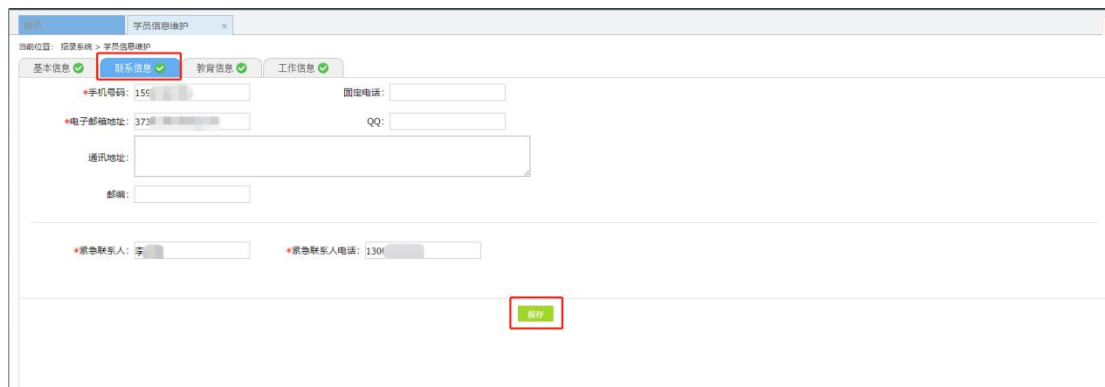 首页 学员信息维护 ×
当前位置: 招录系统 > 学员信息维护
基本信息 联系信息 教育信息 工作信息
*手机号码: 159 固定电话:
*电子邮箱地址: 373 QQ:
通讯地址:
邮编:
*紧急联系人: 李 *紧急联系人电话: 130
保存